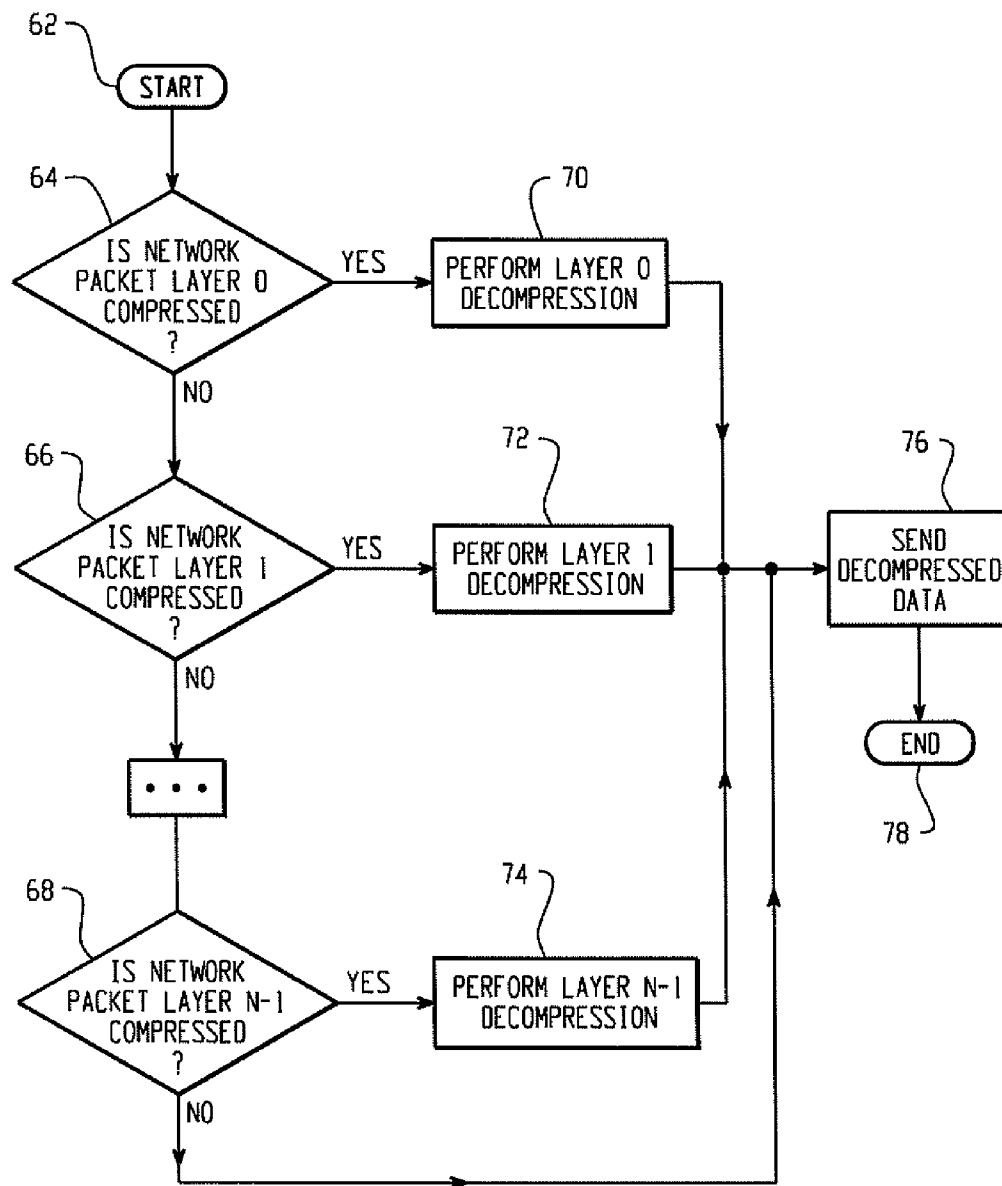 62
START
64
IS NETWORK
PACKET LAYER 0
COMPRESSED
?
YES
NO
70
PERFORM LAYER 0
DECOMPRESSION
66
IS NETWORK
PACKET LAYER 1
COMPRESSED
?
YES
NO
72
PERFORM LAYER 1
DECOMPRESSION
76
SEND
DECOMPRESSED
DATA
END
78
• • •
68
IS NETWORK
PACKET LAYER N-1
COMPRESSED
?
YES
NO
74
PERFORM LAYER N-1
DECOMPRESSION